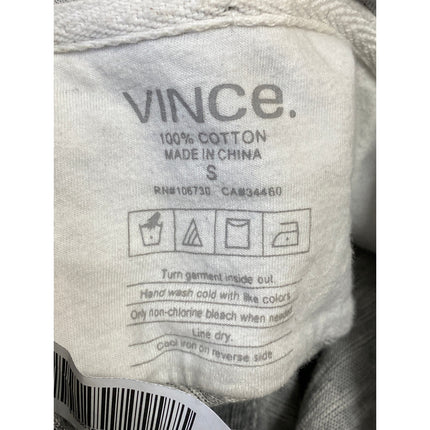 VINCe.
100% COTTON
MADE IN CHINA
S
RN#106730 CA#34480
Turn garment inside out.
Hand wash cold with like colors
Only non-chlorine bleach when needed
Line dry.
Cool iron on reverse side